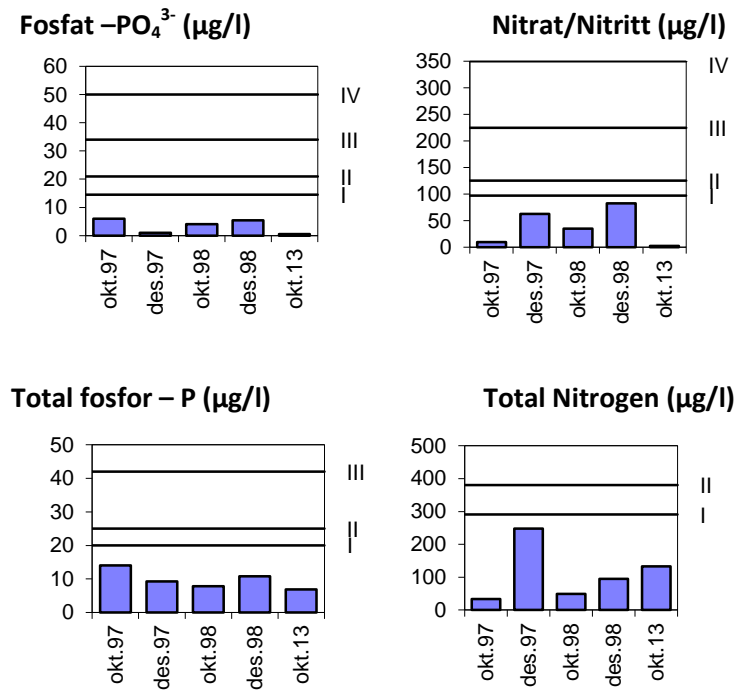 Fosfat –PO₄³⁻ (µg/l)
60
50
40
30
20
10
0
IV
III
II
I
okt.97
des.97
okt.98
des.98
okt.13
Nitrat/Nitritt (µg/l)
350
300
250
200
150
100
50
0
IV
III
II
I
okt.97
des.97
okt.98
des.98
okt.13
Total fosfor – P (µg/l)
50
40
30
20
10
0
III
II
I
okt.97
des.97
okt.98
des.98
okt.13
Total Nitrogen (µg/l)
500
400
300
200
100
0
II
I
okt.97
des.97
okt.98
des.98
okt.13